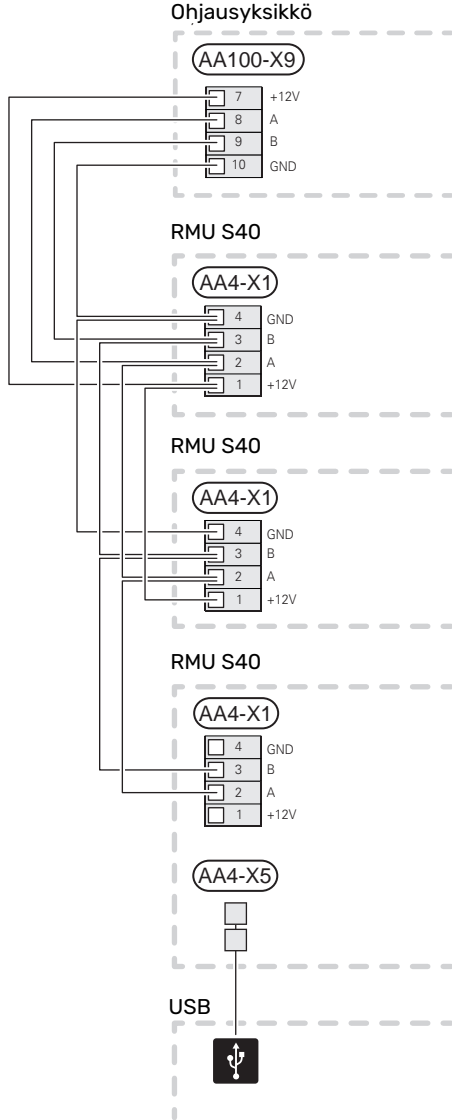 Ohjausyksikkö
AA100-X9
7 +12V
8 A
9 B
10 GND
RMU S40
AA4-X1
4 GND
3 B
2 A
1 +12V
RMU S40
AA4-X1
4 GND
3 B
2 A
1 +12V
RMU S40
AA4-X1
4 GND
3 B
2 A
1 +12V
AA4-X5
USB